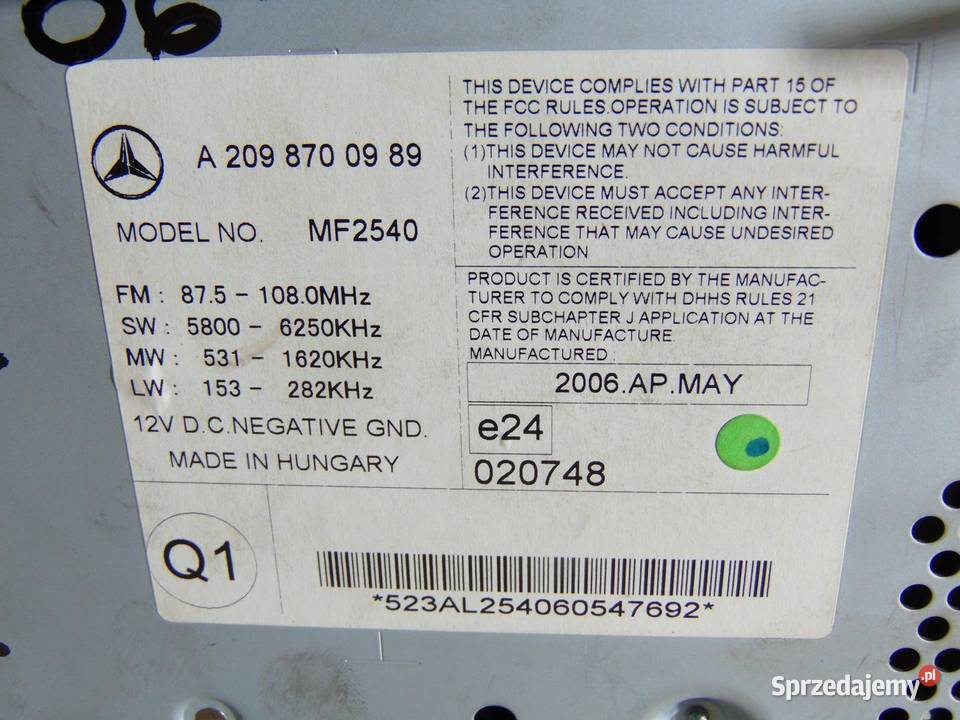 06
A 209 870 09 89
MODEL NO. MF2540
FM : 87.5 - 108.0MHz
SW : 5800 - 6250KHz
MW : 531 - 1620KHz
LW : 153 - 282KHz
12V D.C.NEGATIVE GND.
MADE IN HUNGARY
THIS DEVICE COMPLIES WITH PART 15 OF
THE FCC RULES.OPERATION IS SUBJECT TO
THE FOLLOWING TWO CONDITIONS:
(1)THIS DEVICE MAY NOT CAUSE HARMFUL
INTERFERENCE.
(2)THIS DEVICE MUST ACCEPT ANY INTER-
FERENCE RECEIVED INCLUDING INTER-
FERENCE THAT MAY CAUSE UNDESIRED
OPERATION
PRODUCT IS CERTIFIED BY THE MANUFAC-
TURER TO COMPLY WITH DHHS RULES 21
CFR SUBCHAPTER J APPLICATION AT THE
DATE OF MANUFACTURE.
MANUFACTURED :
2006.AP.MAY
e24
020748
Q1
*523AL254060547692*
Sprzedajemy.pl